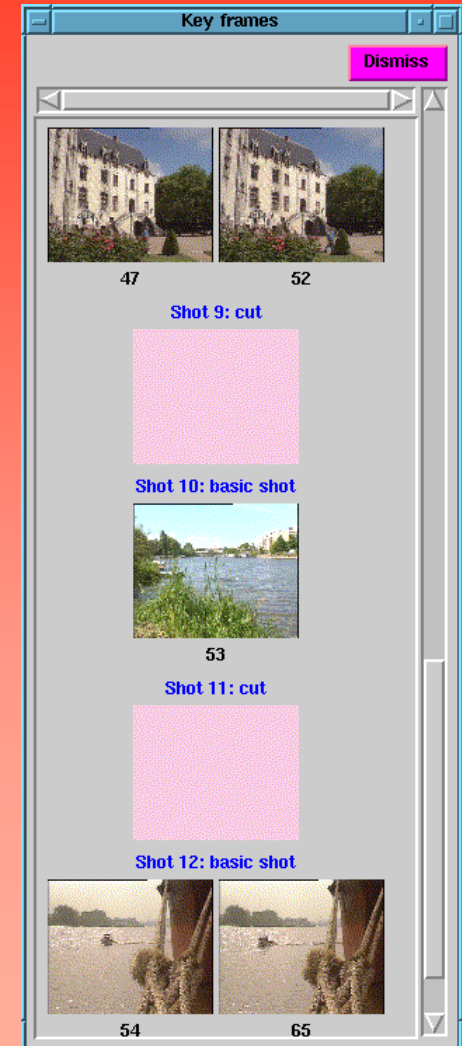 Key frames
Dismiss
47 52
Shot 9: cut
Shot 10: basic shot
53
Shot 11: cut
Shot 12: basic shot
54 65